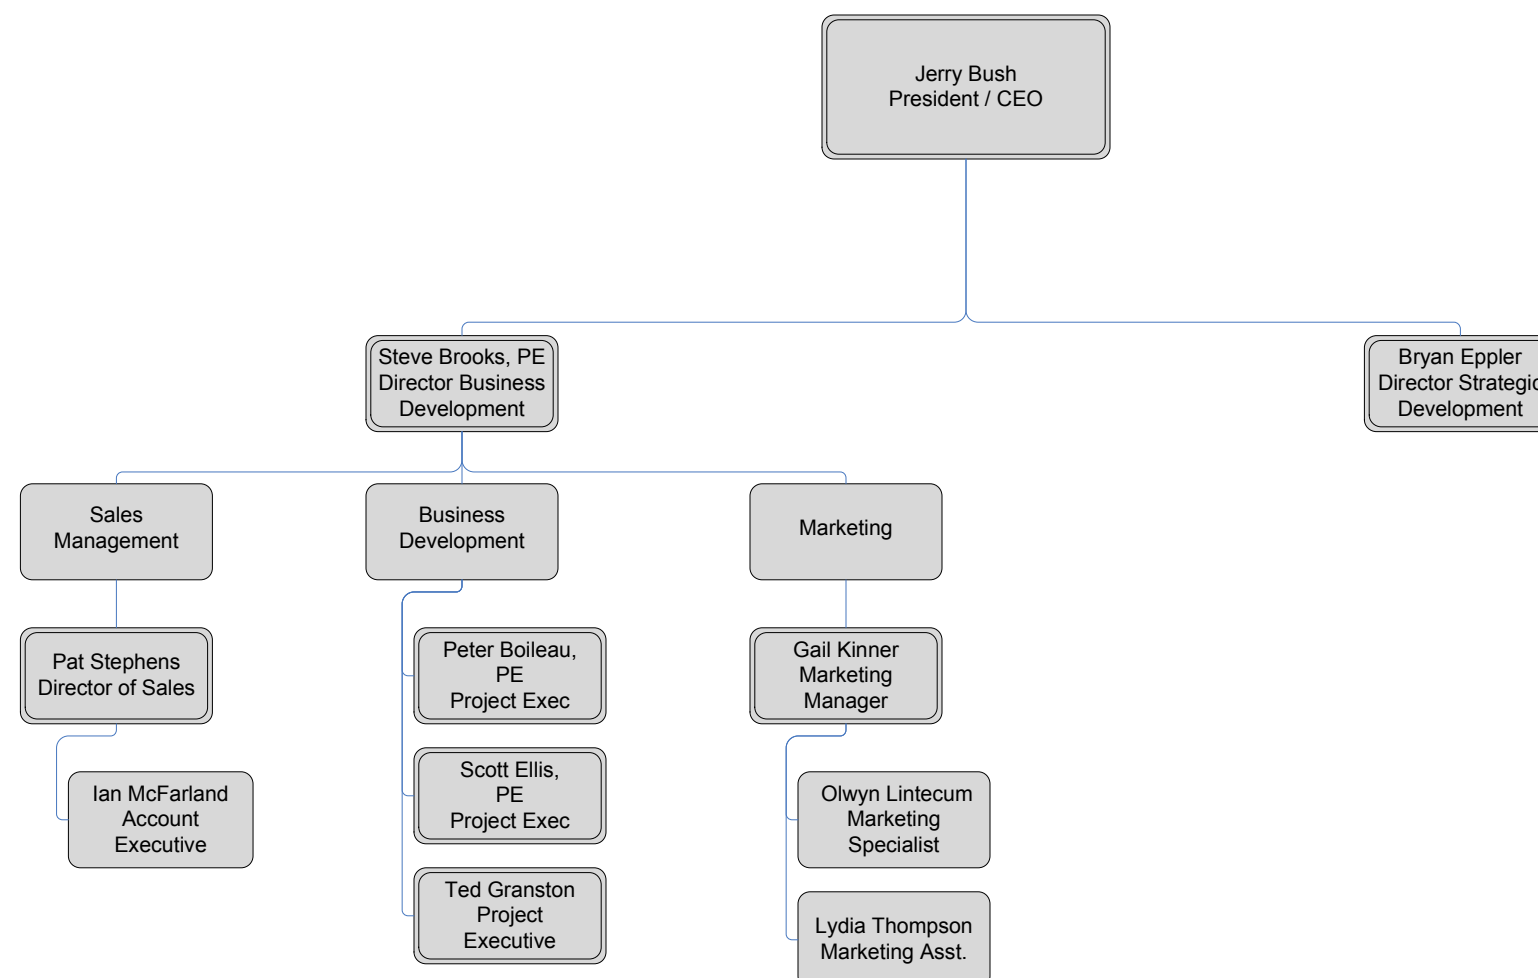 Jerry Bush
President / CEO
Steve Brooks, PE
Director Business
Development
Bryan Eppler
Director Strategic
Development
Sales
Management
Business
Development
Marketing
Pat Stephens
Director of Sales
Peter Boileau,
PE
Project Exec
Gail Kinner
Marketing
Manager
Ian McFarland
Account
Executive
Scott Ellis,
PE
Project Exec
Olwyn Lintecum
Marketing
Specialist
Ted Granston
Project
Executive
Lydia Thompson
Marketing Asst.